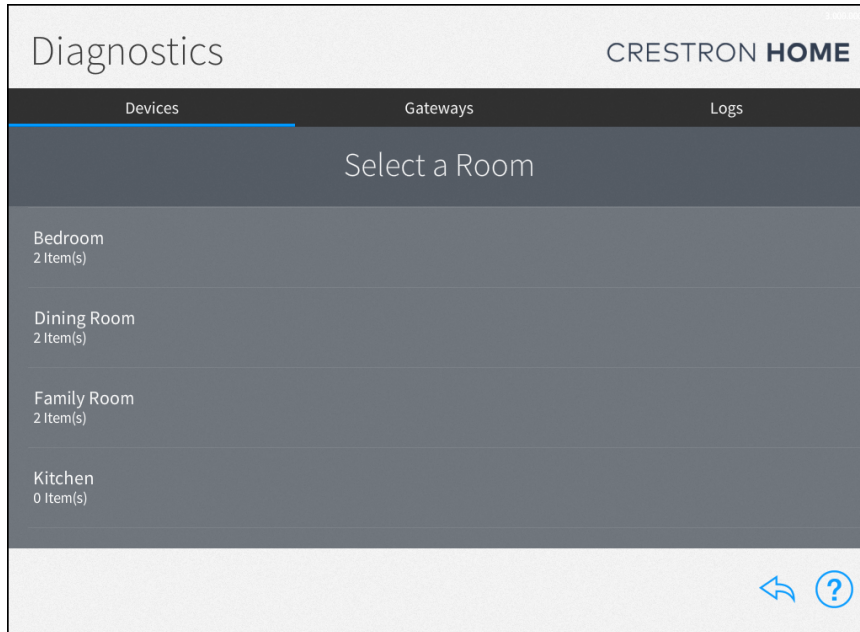 Diagnostics
CRESTRON HOME
Devices
Gateways
Logs
Select a Room
Bedroom
2 Item(s)
Dining Room
2 Item(s)
Family Room
2 Item(s)
Kitchen
0 Item(s)
?